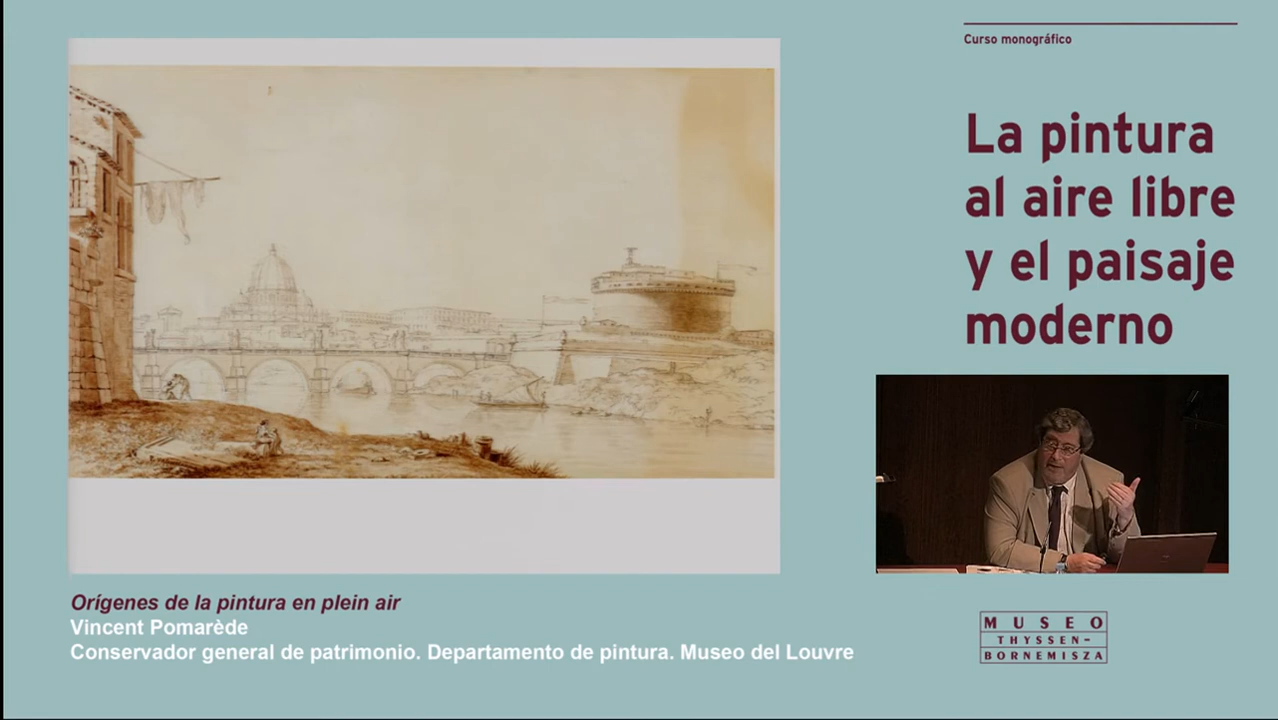 Curso monográfico
La pintura
al aire libre
y el paisaje
moderno
Orígenes de la pintura en plein air
Vincent Pomarède
Conservador general de patrimonio. Departamento de pintura. Museo del Louvre
MUSEO
THYSSEN-
BORNEMISZA